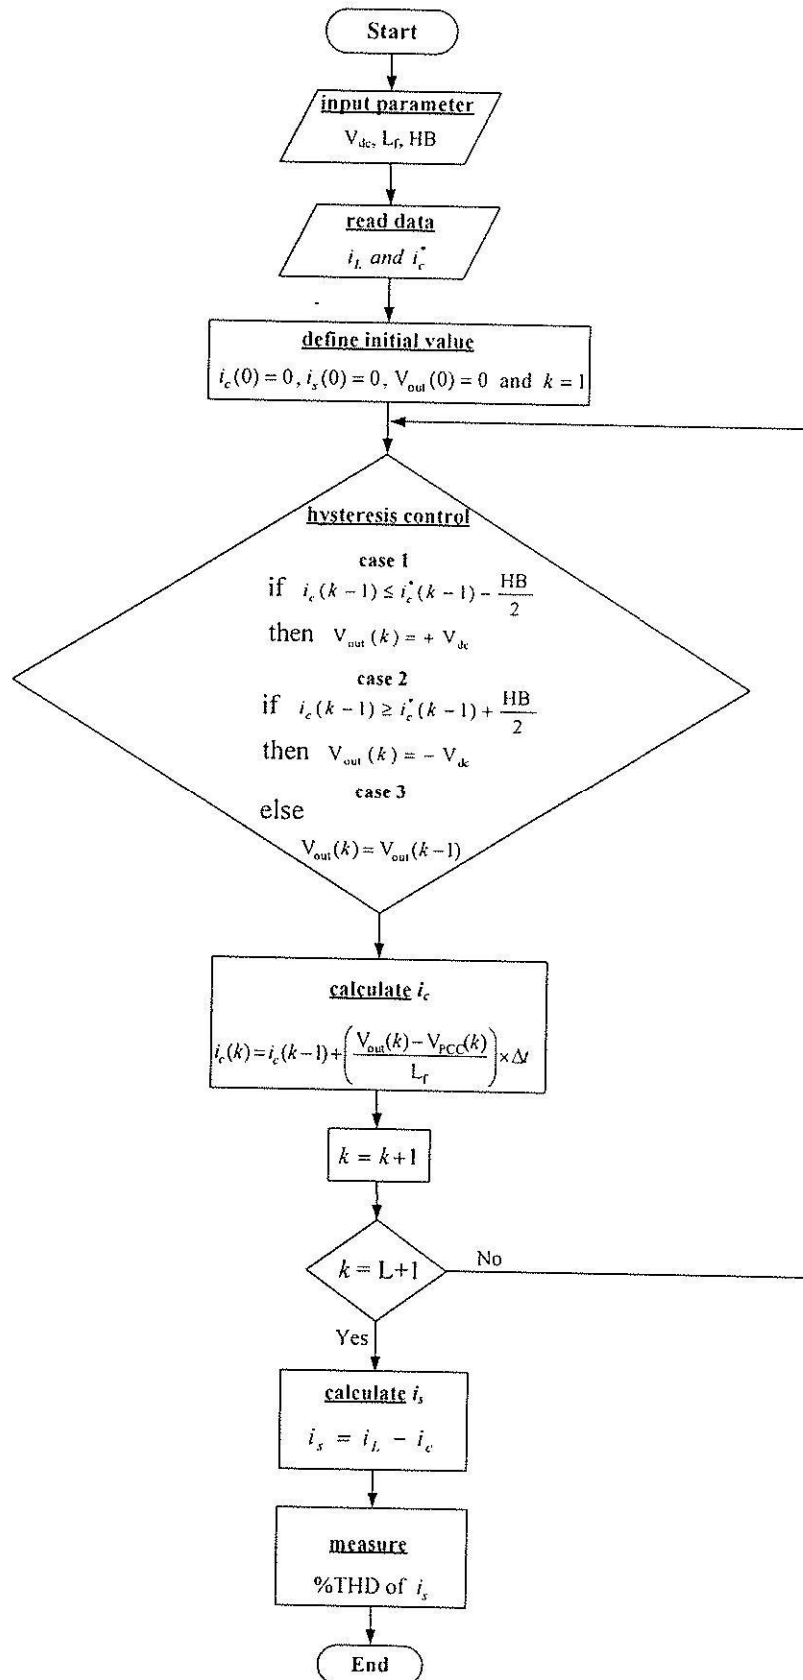 Start
input parameter
V_dc, L_f, HB
read data
i_L and i_c^*
define initial value
i_c(0)=0, i_s(0)=0, V_out(0)=0 and k=1
hysteresis control
case 1
if i_c(k-1) ≤ i_c^*(k-1) - HB/2
then V_out(k) = + V_dc
case 2
if i_c(k-1) ≥ i_c^*(k-1) + HB/2
then V_out(k) = - V_dc
case 3
else
V_out(k) = V_out(k-1)
calculate i_c
i_c(k) = i_c(k-1) + ((V_out(k) - V_PCC(k))/L_f) × Δt
k = k+1
k = L+1
No
Yes
calculate i_s
i_s = i_L - i_c
measure
%THD of i_s
End